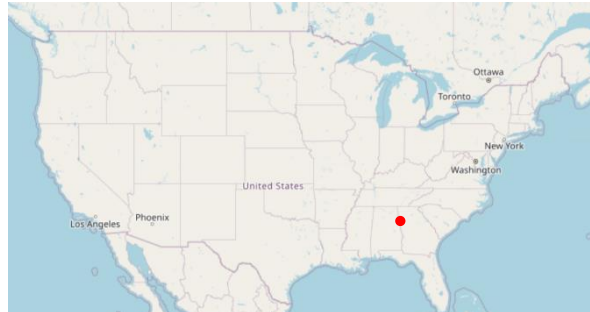 Ottawa
Toronto
New York
Washington
United States
Phoenix
Los Angeles